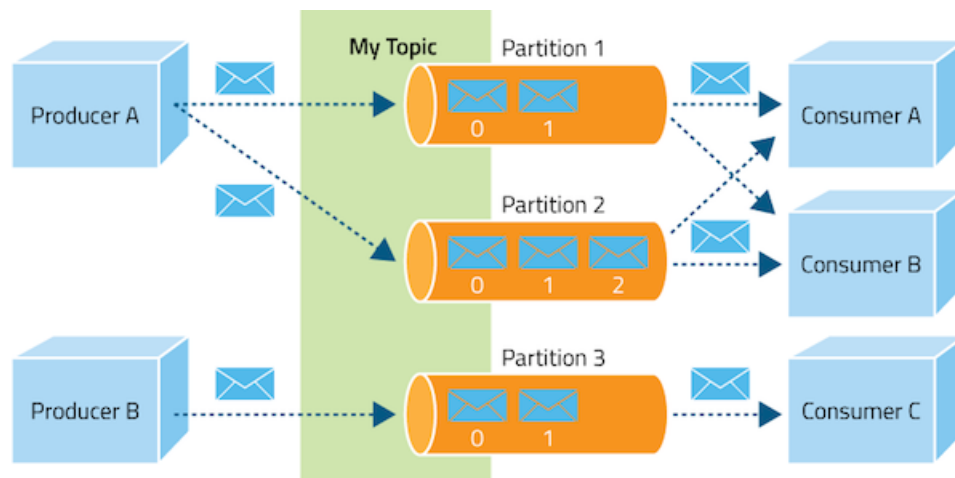 My Topic
Partition 1
Producer A
0 1
Consumer A
Partition 2
0 1 2
Consumer B
Partition 3
Producer B
0 1
Consumer C